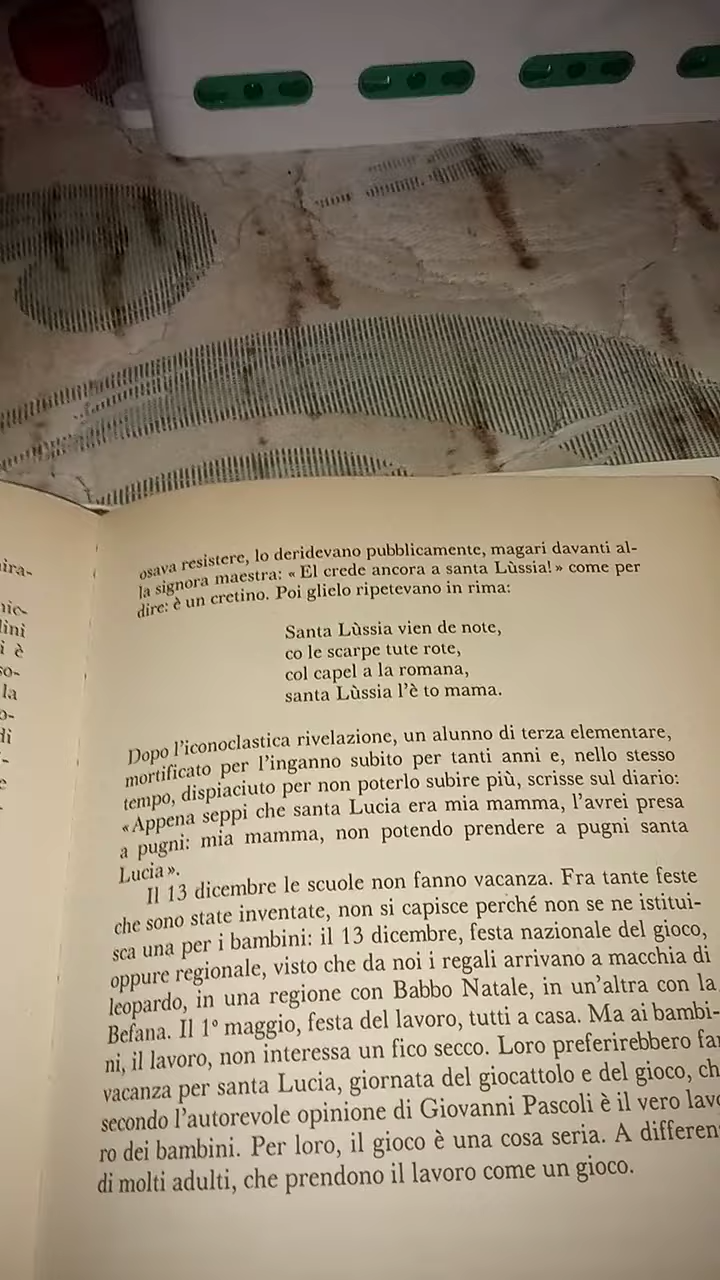 osava resistere, lo deridevano pubblicamente, magari davanti al-
la signora maestra: « El crede ancora a santa Lùssia! » come per
dire: è un cretino. Poi glielo ripetevano in rima:
Santa Lùssia vien de note,
co le scarpe tute rote,
col capel a la romana,
santa Lùssia l'è to mama.
Dopo l'iconoclastica rivelazione, un alunno di terza elementare,
mortificato per l'inganno subito per tanti anni e, nello stesso
tempo, dispiaciuto per non poterlo subire più, scrisse sul diario:
«Appena seppi che santa Lucia era mia mamma, l'avrei presa
a pugni: mia mamma, non potendo prendere a pugni santa
Lucia».
Il 13 dicembre le scuole non fanno vacanza. Fra tante feste
che sono state inventate, non si capisce perché non se ne istitui-
sca una per i bambini: il 13 dicembre, festa nazionale del gioco,
oppure regionale, visto che da noi i regali arrivano a macchia di
leopardo, in una regione con Babbo Natale, in un'altra con la
Befana. Il 1° maggio, festa del lavoro, tutti a casa. Ma ai bambi-
ni, il lavoro, non interessa un fico secco. Loro preferirebbero far
vacanza per santa Lucia, giornata del giocattolo e del gioco, ch
secondo l'autorevole opinione di Giovanni Pascoli è il vero lavo
ro dei bambini. Per loro, il gioco è una cosa seria. A differen
di molti adulti, che prendono il lavoro come un gioco.